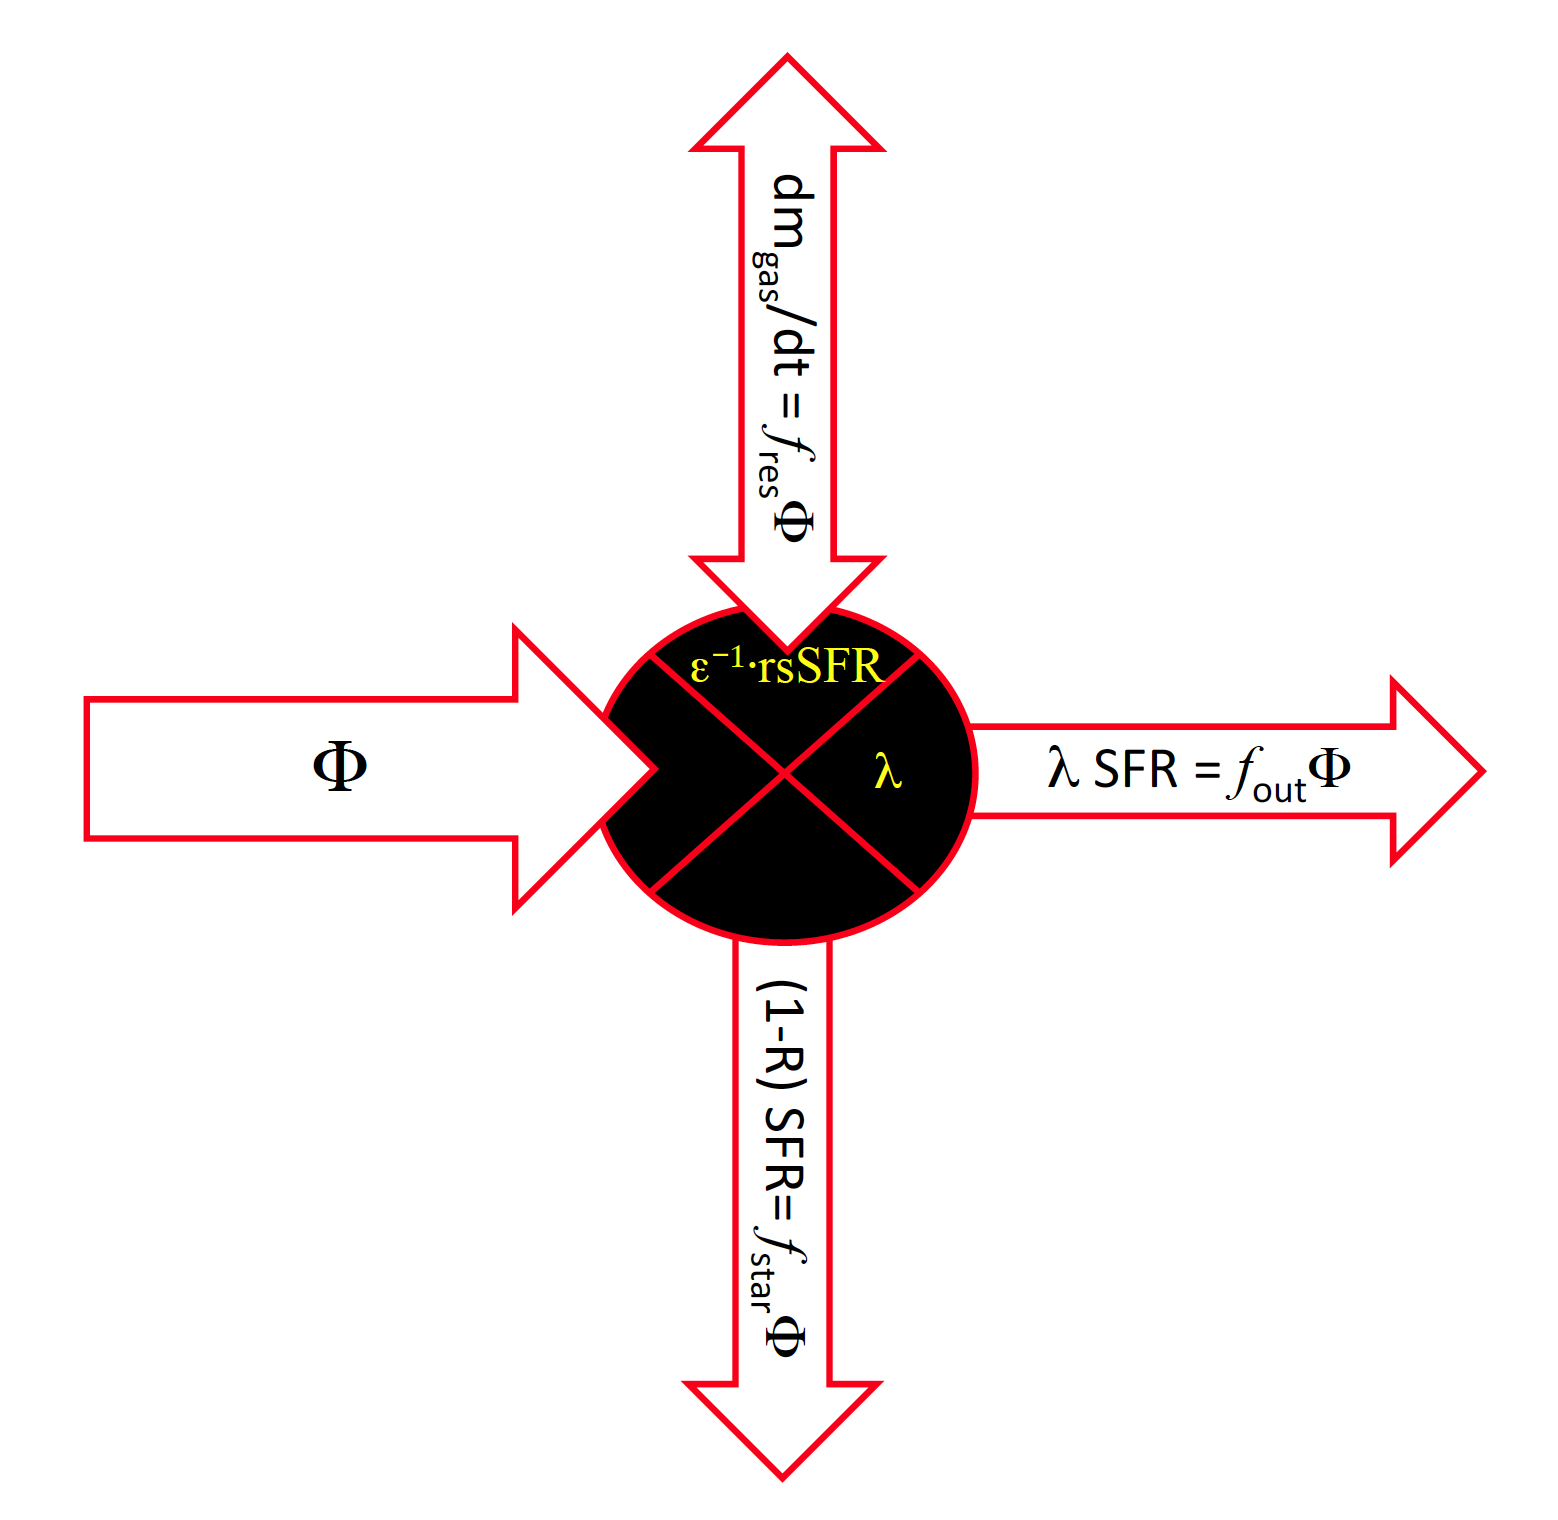 dm_gas/dt = f_res Φ
ε⁻¹·rsSFR
Φ
λ
λ SFR = f_out Φ
(1-R) SFR= f_star Φ